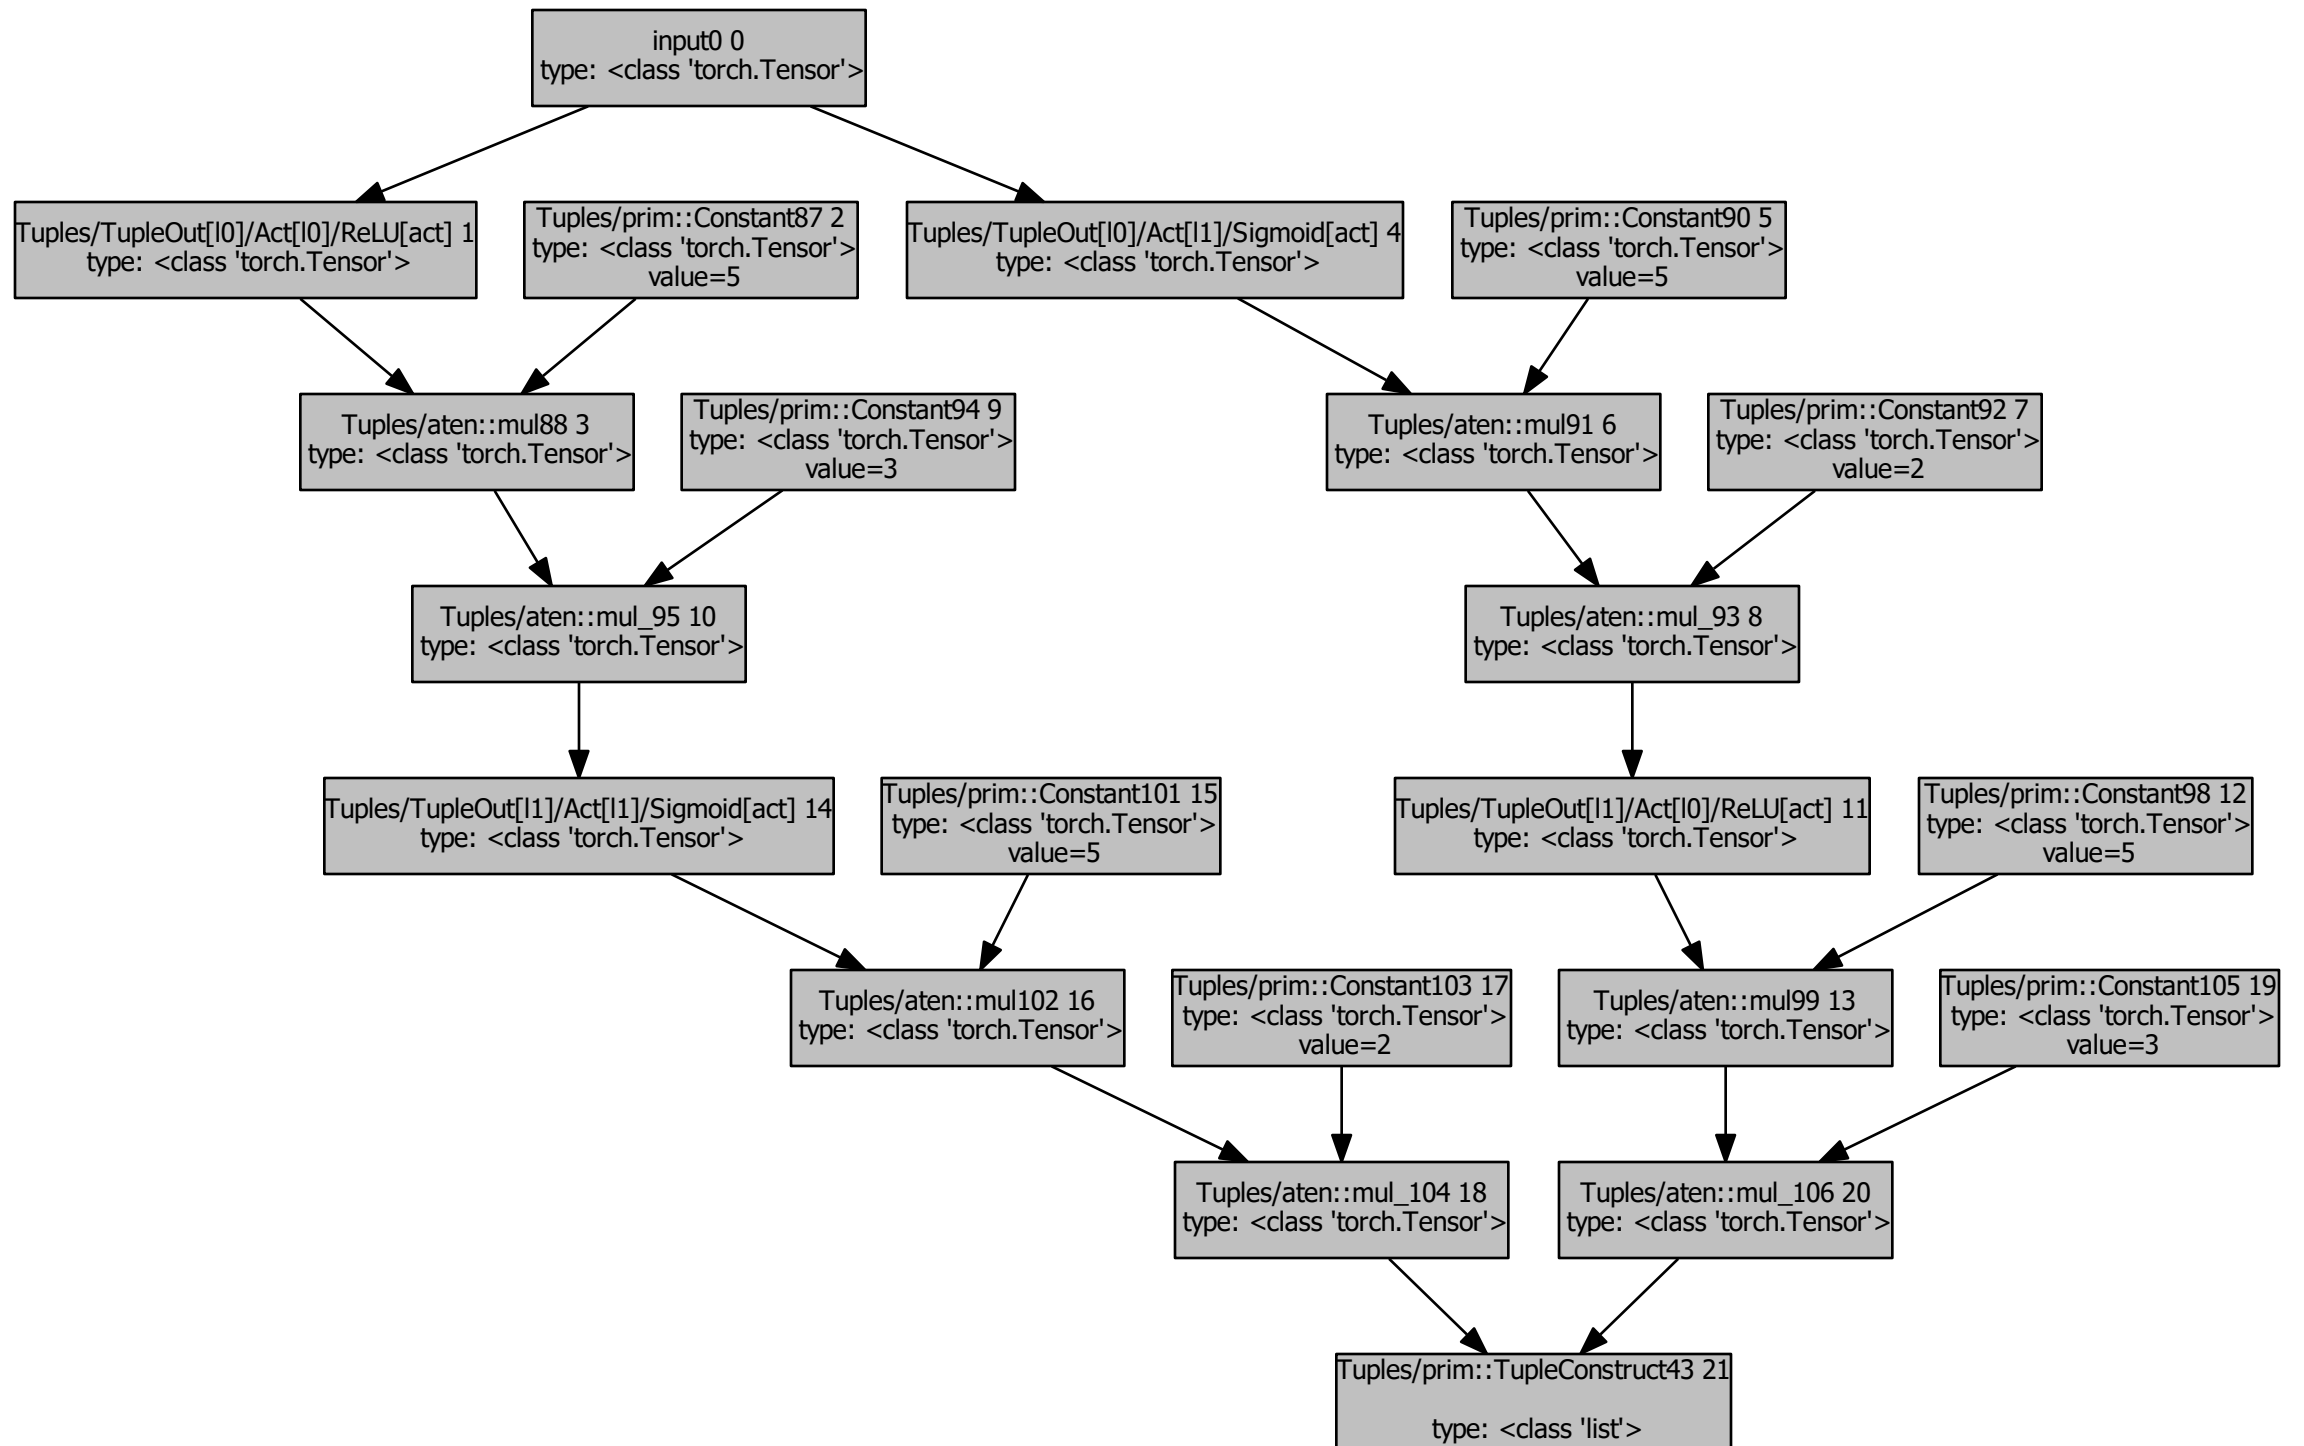 input0 0
type: <class 'torch.Tensor'>
Tuples/TupleOut[l0]/Act[l0]/ReLU[act] 1
type: <class 'torch.Tensor'>
Tuples/prim::Constant87 2
type: <class 'torch.Tensor'>
value=5
Tuples/TupleOut[l0]/Act[l1]/Sigmoid[act] 4
type: <class 'torch.Tensor'>
Tuples/prim::Constant90 5
type: <class 'torch.Tensor'>
value=5
Tuples/aten::mul88 3
type: <class 'torch.Tensor'>
Tuples/prim::Constant94 9
type: <class 'torch.Tensor'>
value=3
Tuples/aten::mul91 6
type: <class 'torch.Tensor'>
Tuples/prim::Constant92 7
type: <class 'torch.Tensor'>
value=2
Tuples/aten::mul_95 10
type: <class 'torch.Tensor'>
Tuples/aten::mul_93 8
type: <class 'torch.Tensor'>
Tuples/TupleOut[l1]/Act[l1]/Sigmoid[act] 14
type: <class 'torch.Tensor'>
Tuples/prim::Constant101 15
type: <class 'torch.Tensor'>
value=5
Tuples/TupleOut[l1]/Act[l0]/ReLU[act] 11
type: <class 'torch.Tensor'>
Tuples/prim::Constant98 12
type: <class 'torch.Tensor'>
value=5
Tuples/aten::mul102 16
type: <class 'torch.Tensor'>
Tuples/prim::Constant103 17
type: <class 'torch.Tensor'>
value=2
Tuples/aten::mul99 13
type: <class 'torch.Tensor'>
Tuples/prim::Constant105 19
type: <class 'torch.Tensor'>
value=3
Tuples/aten::mul_104 18
type: <class 'torch.Tensor'>
Tuples/aten::mul_106 20
type: <class 'torch.Tensor'>
Tuples/prim::TupleConstruct43 21
type: <class 'list'>